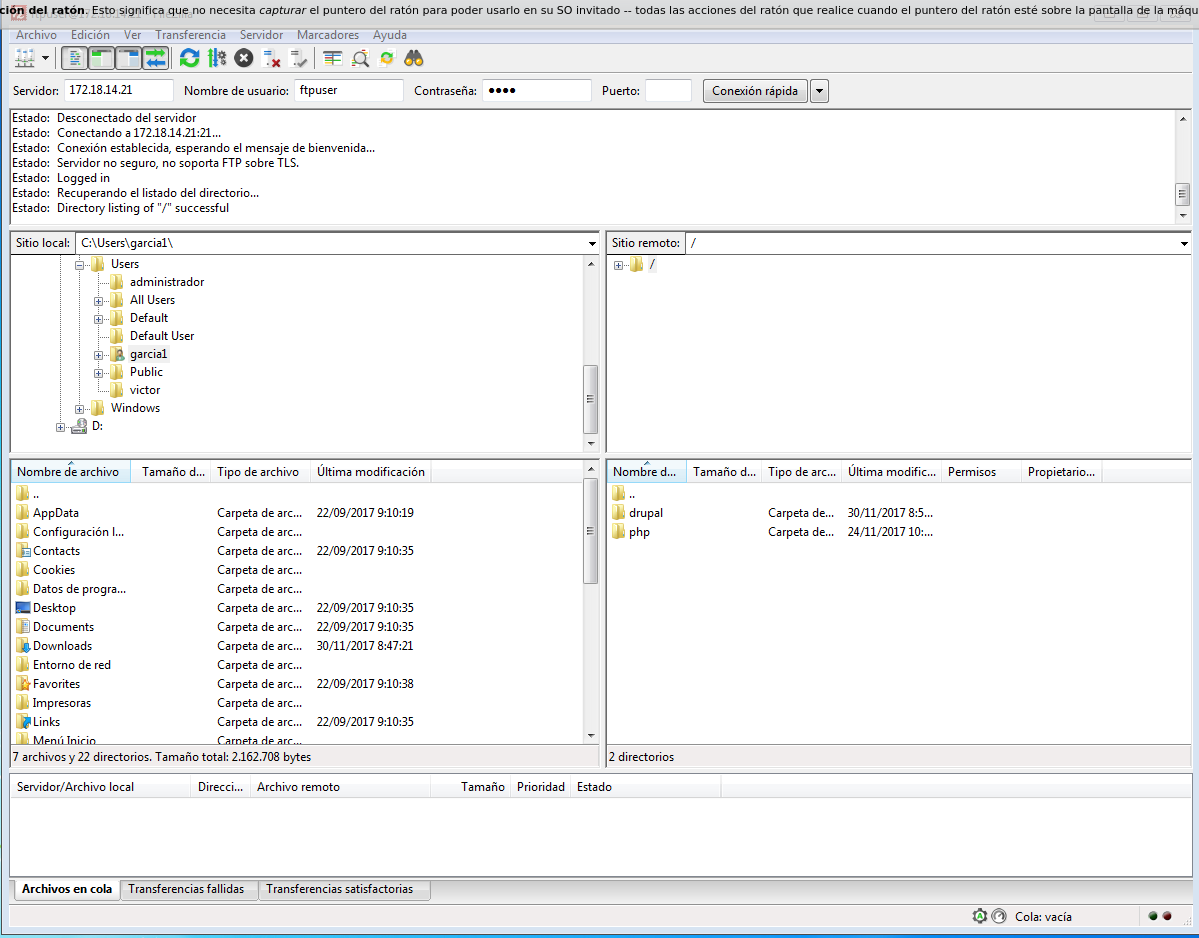 ción del ratón. Esto significa que no necesita capturar el puntero del ratón para poder usarlo en su SO invitado -- todas las acciones del ratón que realice cuando el puntero del ratón esté sobre la pantalla de la máqu
Archivo Edición Ver Transferencia Servidor Marcadores Ayuda
Servidor: 172.18.14.21 Nombre de usuario: ftpuser Contraseña: ●●●● Puerto: Conexión rápida
Estado: Desconectado del servidor
Estado: Conectando a 172.18.14.21:21...
Estado: Conexión establecida, esperando el mensaje de bienvenida...
Estado: Servidor no seguro, no soporta FTP sobre TLS.
Estado: Logged in
Estado: Recuperando el listado del directorio...
Estado: Directory listing of "/" successful
Sitio local: C:\Users\garcia1\
Users
administrador
All Users
Default
Default User
garcia1
Public
victor
Windows
D:
Sitio remoto: /
/
Nombre de archivo Tamaño d... Tipo de archivo Última modificación
..
AppData Carpeta de arc... 22/09/2017 9:10:19
Configuración l... Carpeta de arc...
Contacts Carpeta de arc... 22/09/2017 9:10:35
Cookies Carpeta de arc...
Datos de progra... Carpeta de arc...
Desktop Carpeta de arc... 22/09/2017 9:10:35
Documents Carpeta de arc... 22/09/2017 9:10:35
Downloads Carpeta de arc... 30/11/2017 8:47:21
Entorno de red Carpeta de arc...
Favorites Carpeta de arc... 22/09/2017 9:10:38
Impresoras Carpeta de arc...
Links Carpeta de arc... 22/09/2017 9:10:35
Menú Inicio Carpeta de arc...
7 archivos y 22 directorios. Tamaño total: 2.162.708 bytes
Nombre d... Tamaño d... Tipo de arc... Última modific... Permisos Propietario...
..
drupal Carpeta de... 30/11/2017 8:5...
php Carpeta de... 24/11/2017 10:...
2 directorios
Servidor/Archivo local Direcci... Archivo remoto Tamaño Prioridad Estado
Archivos en cola Transferencias fallidas Transferencias satisfactorias
Cola: vacía